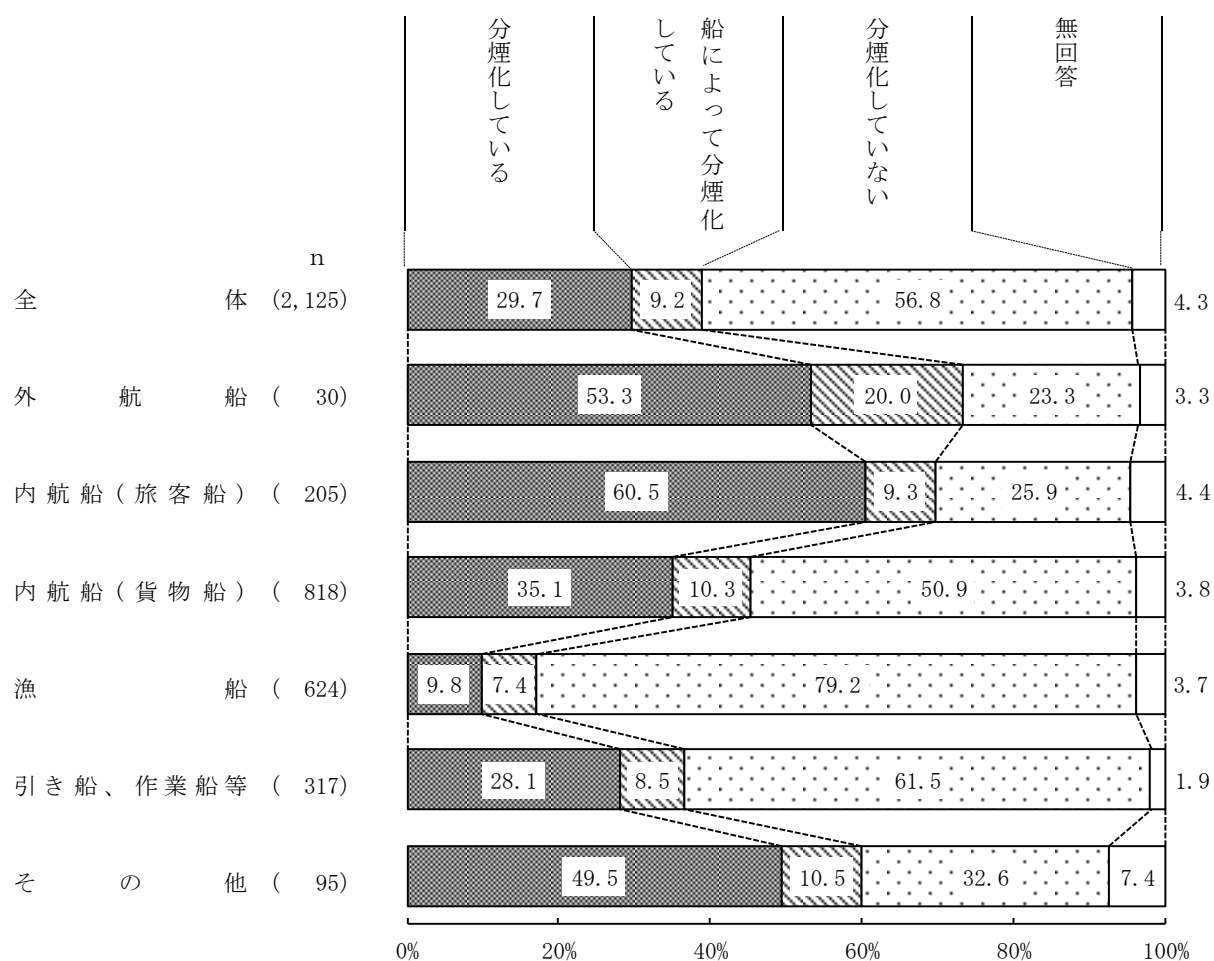 分煙化している
船によって分煙化
している
分煙化していない
無回答
n
全体 (2,125) 29.7 9.2 56.8 4.3
外航船 ( 30) 53.3 20.0 23.3 3.3
内航船(旅客船) ( 205) 60.5 9.3 25.9 4.4
内航船(貨物船) ( 818) 35.1 10.3 50.9 3.8
漁船 ( 624) 9.8 7.4 79.2 3.7
引き船、作業船等 ( 317) 28.1 8.5 61.5 1.9
その他 ( 95) 49.5 10.5 32.6 7.4
0% 20% 40% 60% 80% 100%